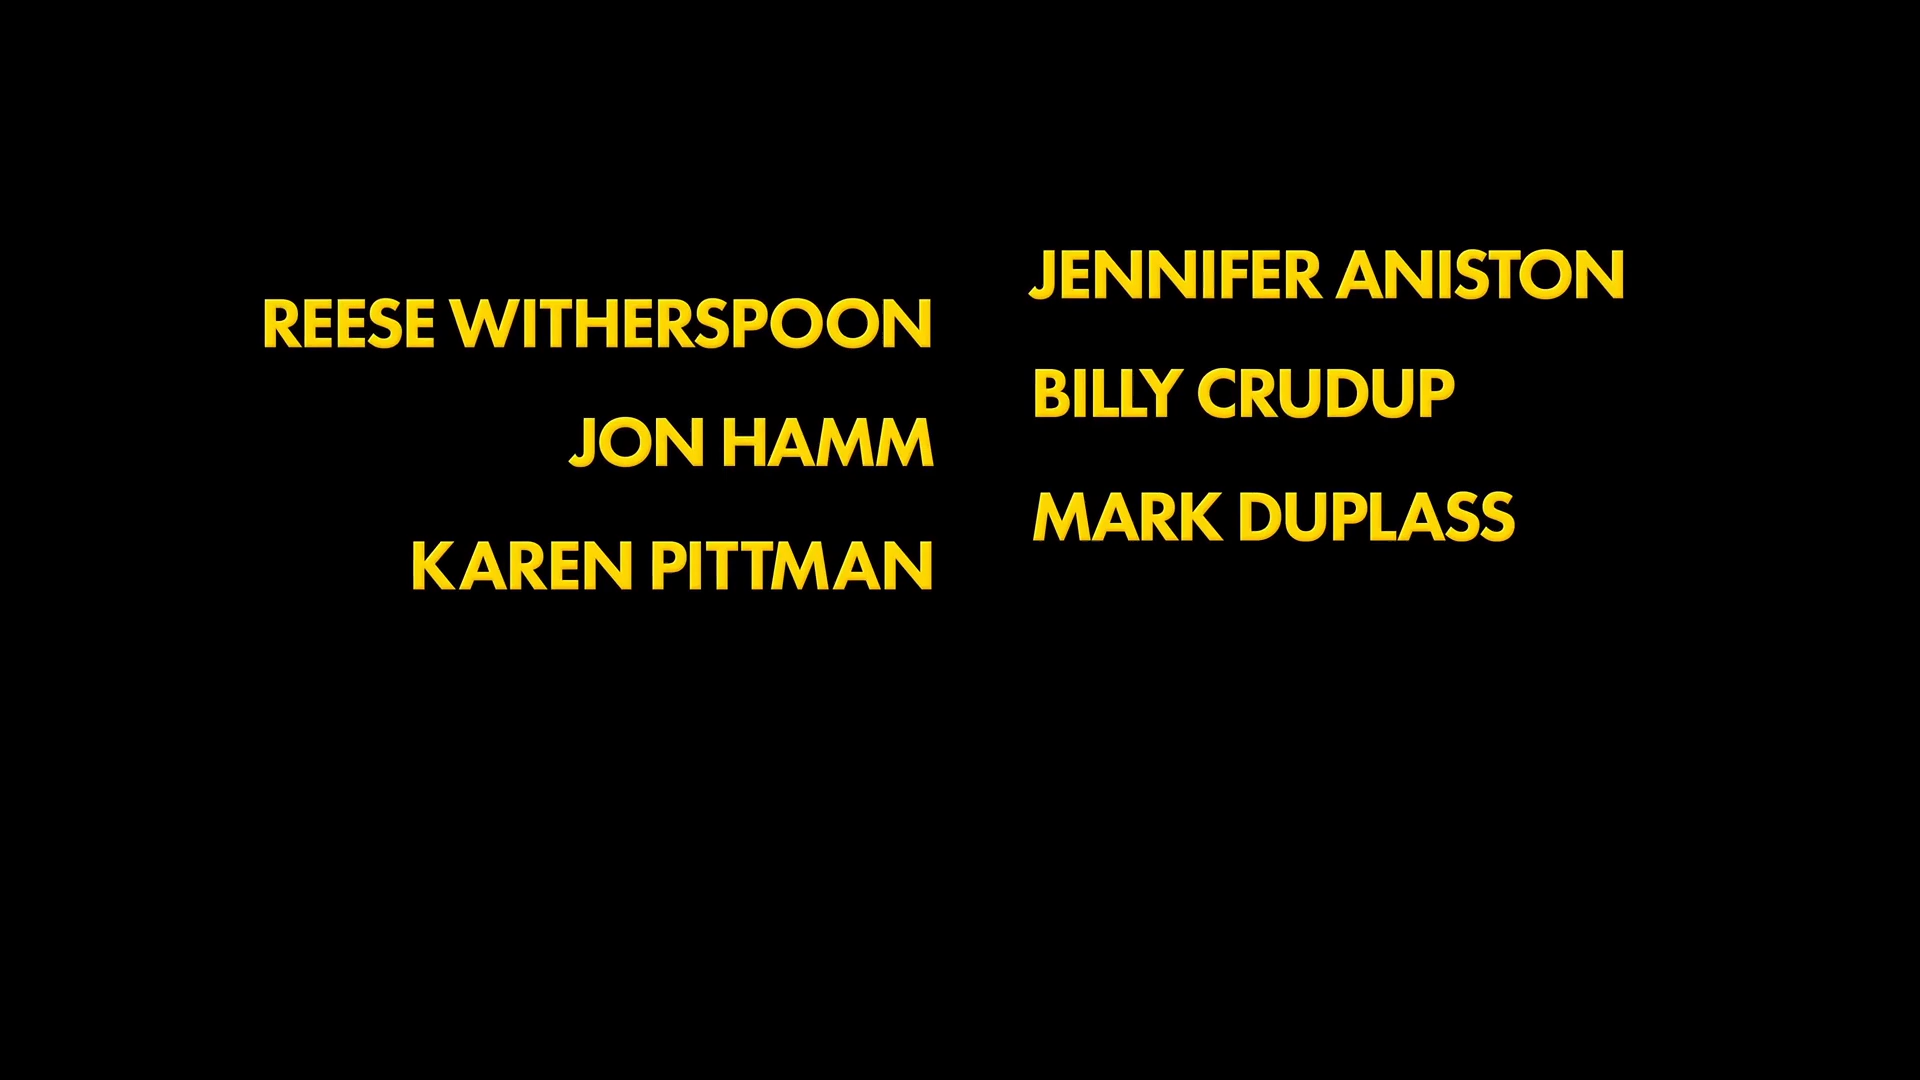 REESE WITHERSPOON
JON HAMM
KAREN PITTMAN
JENNIFER ANISTON
BILLY CRUDUP
MARK DUPLASS